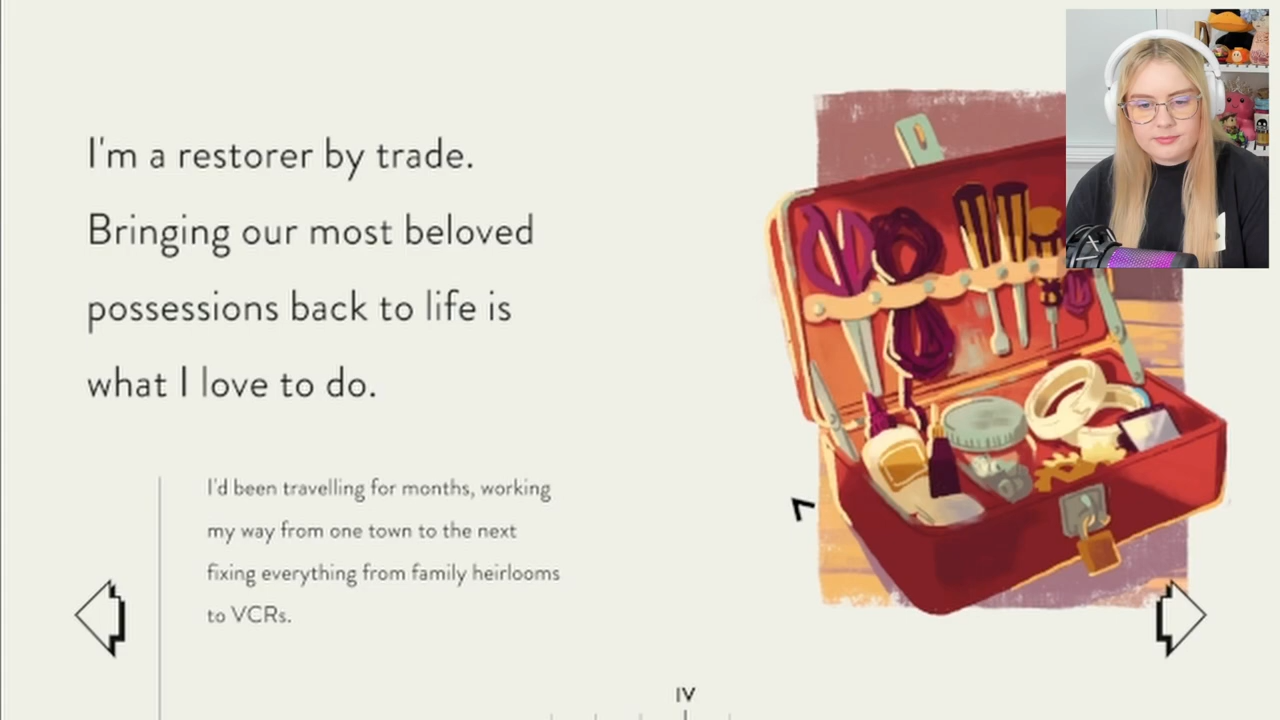 I'm a restorer by trade.
Bringing our most beloved
possessions back to life is
what I love to do.
I'd been travelling for months, working
my way from one town to the next
fixing everything from family heirlooms
to VCRs.
IV